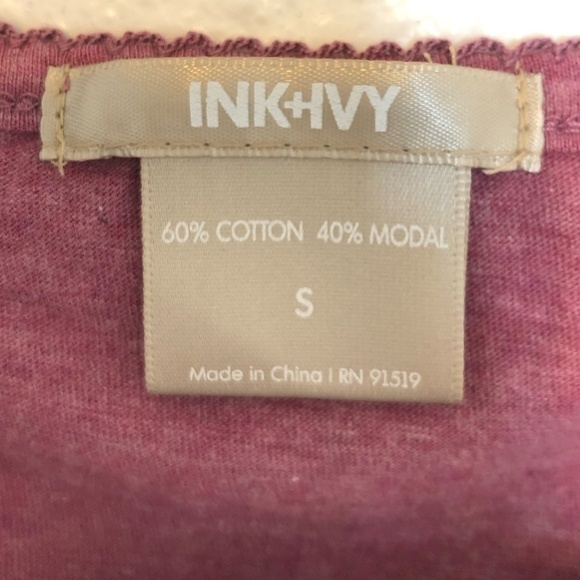 INK+IVY
60% COTTON 40% MODAL
S
Made in China | RN 91519